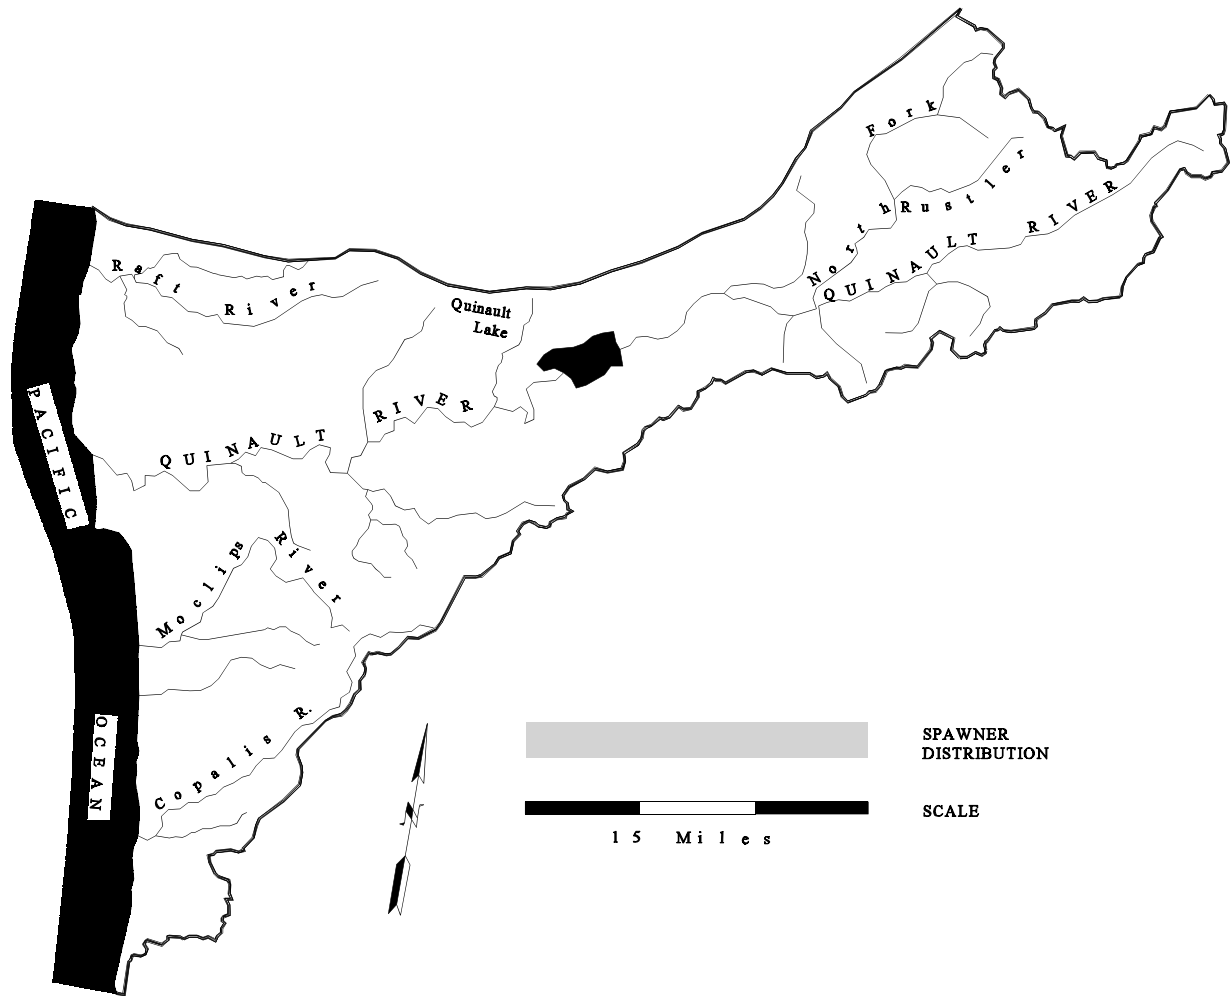 Fork
North
Rustler
QUINAULT RIVER
Raft
River
Quinault
Lake
QUINAULT
RIVER
PACIFIC
Moclips
River
OCEAN
Copalis R.
N
SPAWNER
DISTRIBUTION
SCALE
15 Miles